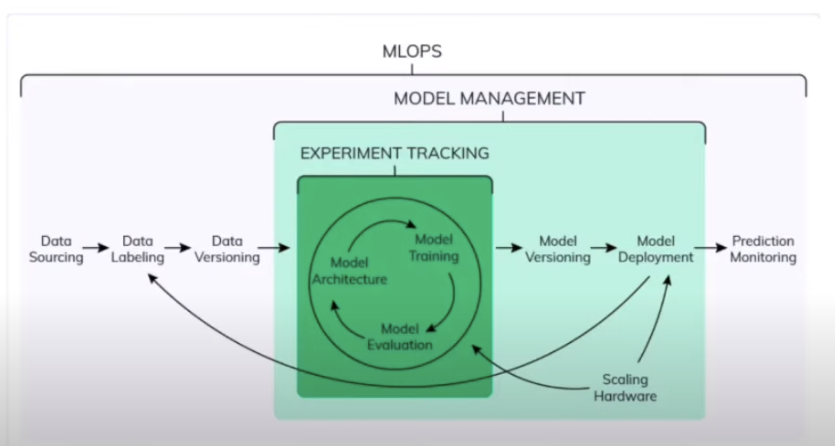 MLOPS
MODEL MANAGEMENT
EXPERIMENT TRACKING
Data
Sourcing
Data
Labeling
Data
Versioning
Model
Architecture
Model
Training
Model
Evaluation
Model
Versioning
Model
Deployment
Prediction
Monitoring
Scaling
Hardware